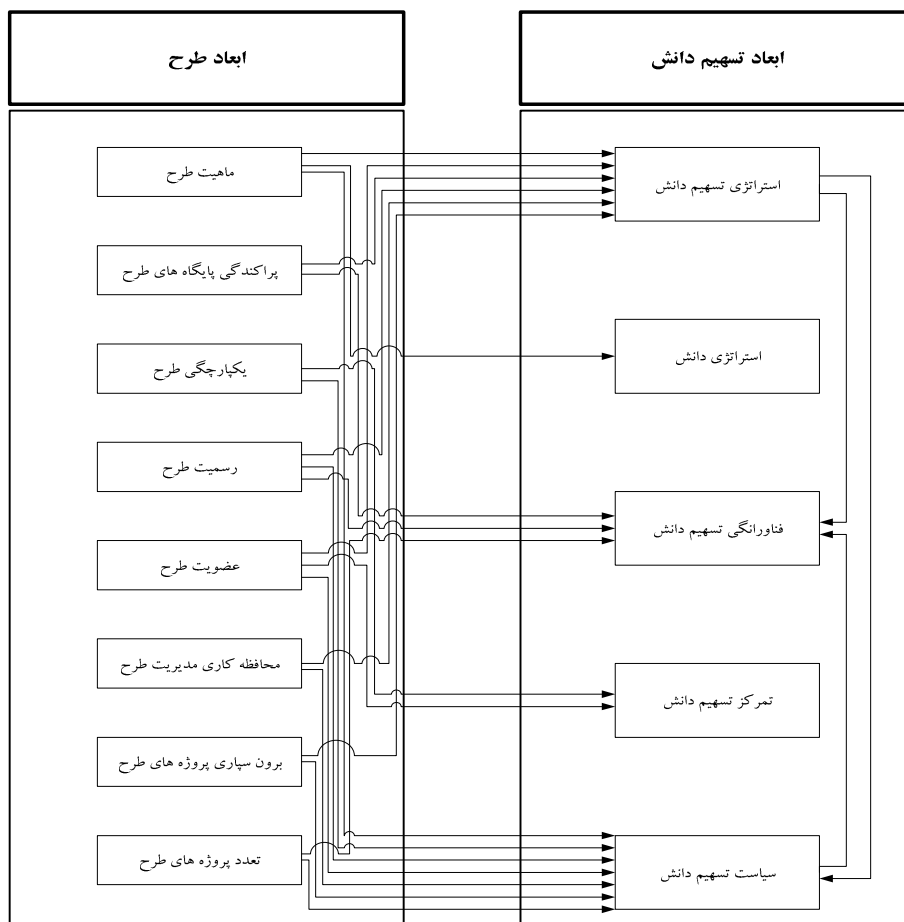 ابعاد تسهیم دانش
ابعاد طرح
استراتژی تسهیم دانش
استراتژی دانش
فناورانگی تسهیم دانش
تمرکز تسهیم دانش
سیاست تسهیم دانش
ماهیت طرح
پراکندگی پایگاه های طرح
یکپارچگی طرح
رسمیت طرح
عضویت طرح
محافظه کاری مدیریت طرح
برون سپاری پروژه های طرح
تعدد پروژه های طرح